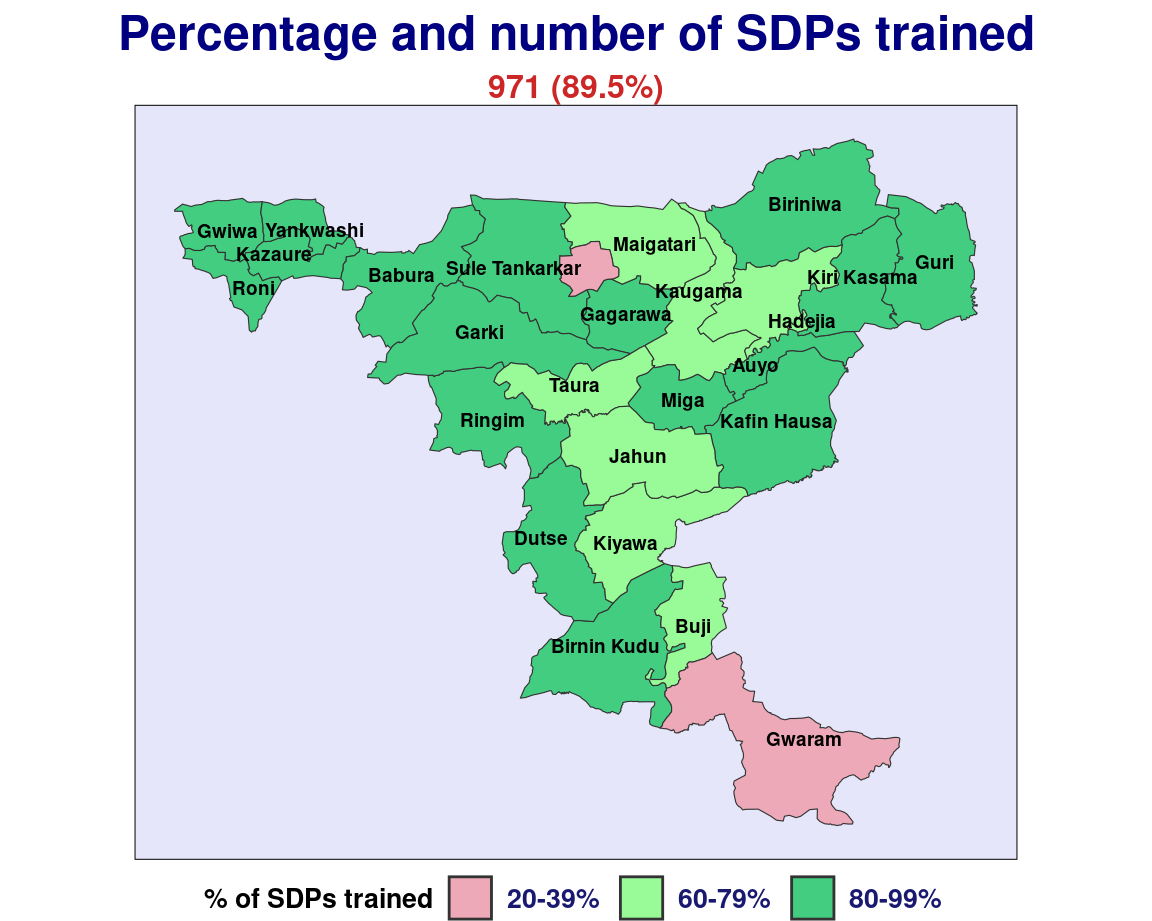 Percentage and number of SDPs trained
971 (89.5%)
Biriniwa
Gwiwa
Yankwashi
Maigatari
Kazaure
Guri
Sule Tankarkar
Babura
Kiri Kasama
Roni
Kaugama
Gagarawa
Hadejia
Garki
Auyo
Taura
Miga
Ringim
Kafin Hausa
Jahun
Dutse
Kiyawa
Buji
Birnin Kudu
Gwaram
% of SDPs trained
20-39%
60-79%
80-99%